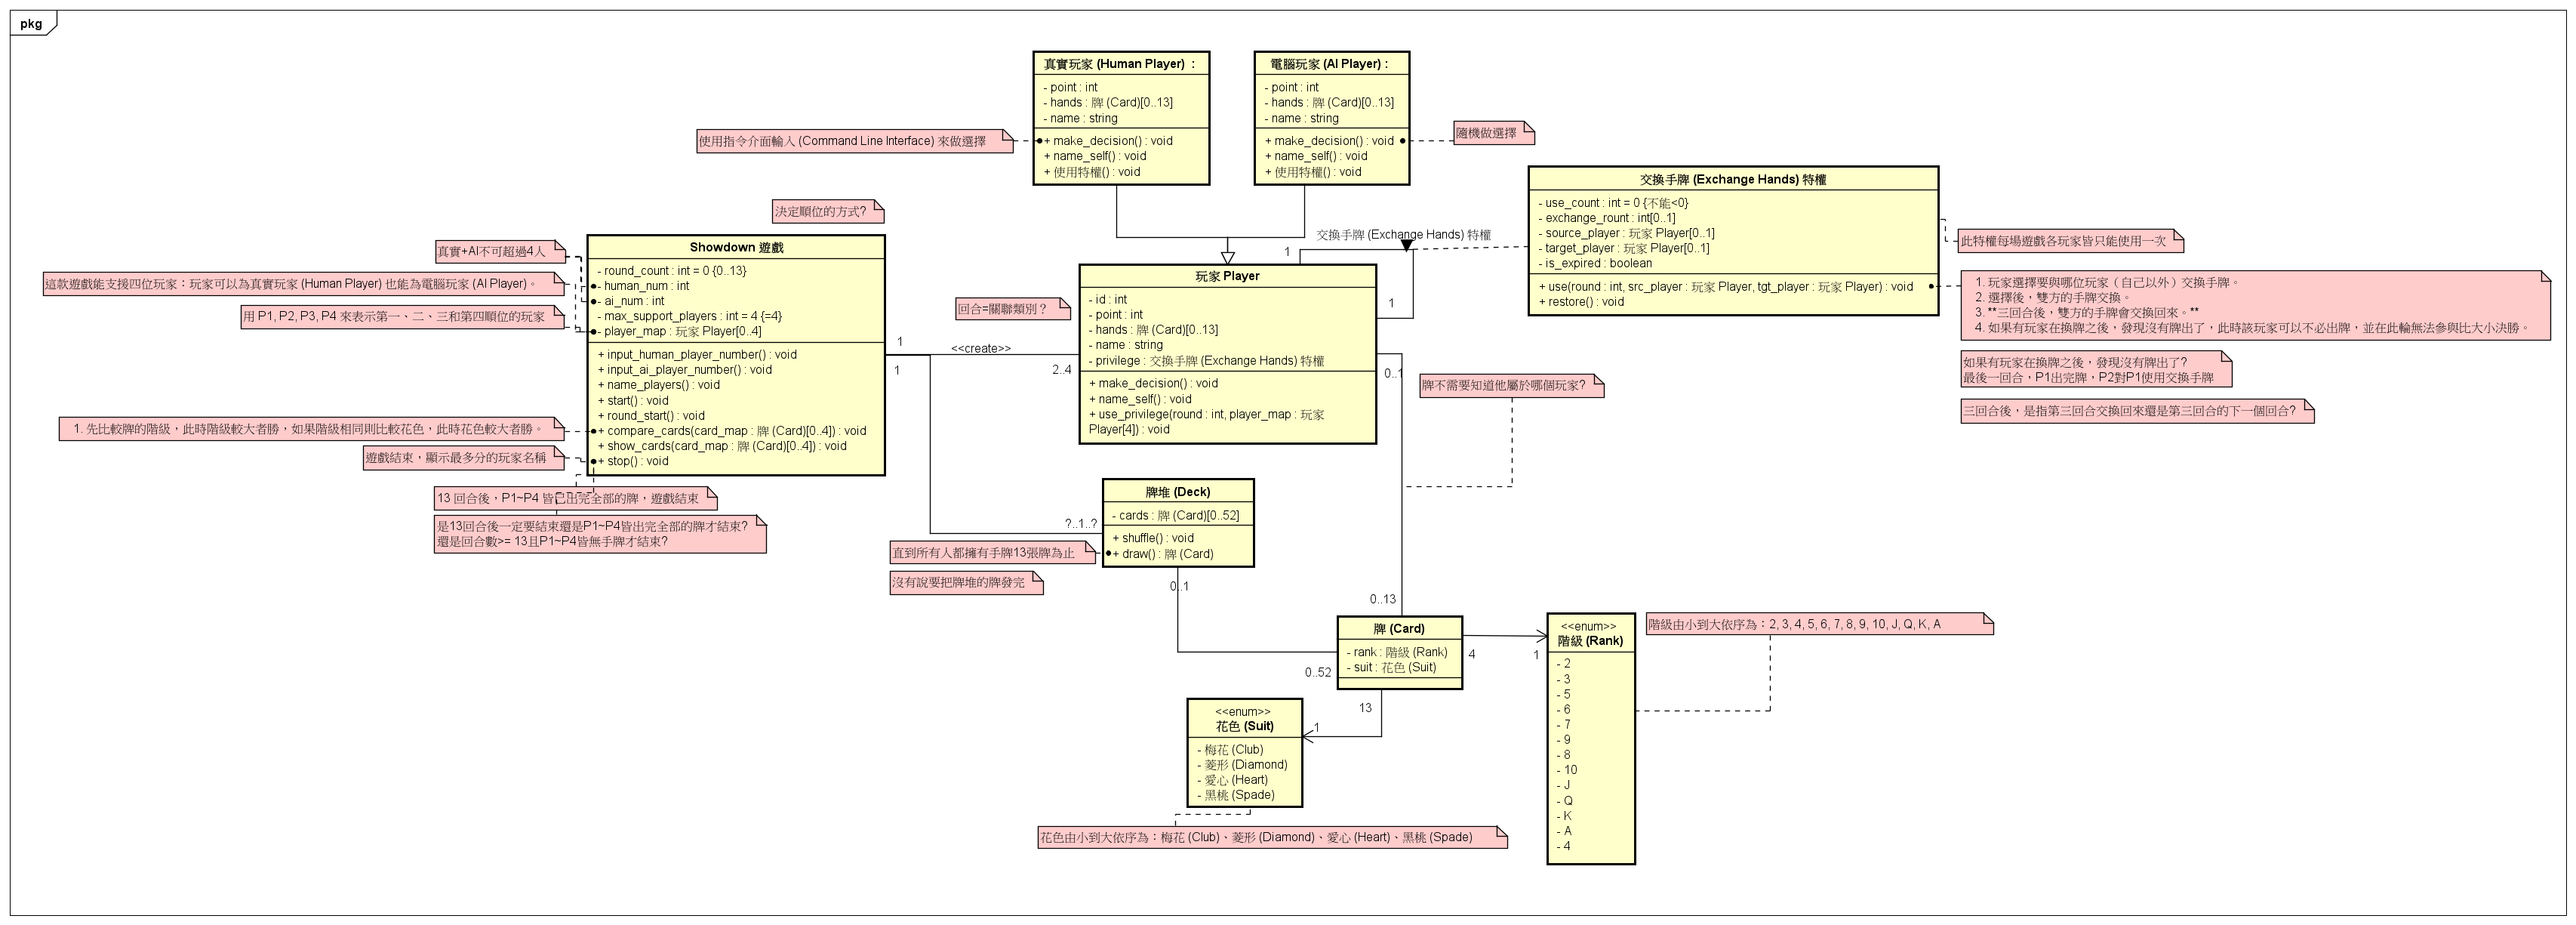 pkg
真實玩家 (Human Player) :
- point : int
- hands : 牌 (Card)[0..13]
- name : string
+ make_decision() : void
+ name_self() : void
+ 使用特權() : void
使用指令介面輸入 (Command Line Interface) 來做選擇
電腦玩家 (AI Player) :
- point : int
- hands : 牌 (Card)[0..13]
- name : string
+ make_decision() : void
+ name_self() : void
+ 使用特權() : void
隨機做選擇
交換手牌 (Exchange Hands) 特權
- use_count : int = 0 {不能<0}
- exchange_rount : int[0..1]
- source_player : 玩家 Player[0..1]
- target_player : 玩家 Player[0..1]
- is_expired : boolean
+ use(round : int, src_player : 玩家 Player, tgt_player : 玩家 Player) : void
+ restore() : void
此特權每場遊戲各玩家皆只能使用一次
1. 玩家選擇要與哪位玩家（自己以外）交換手牌。
2. 選擇後，雙方的手牌交換。
3. **三回合後，雙方的手牌會交換回來。**
4. 如果有玩家在換牌之後，發現沒有牌出了，此時該玩家可以不必出牌，並在此輪無法參與比大小決勝。
如果有玩家在換牌之後，發現沒有牌出了?
最後一回合，P1出完牌，P2對P1使用交換手牌
三回合後，是指第三回合交換回來還是第三回合的下一個回合?
決定順位的方式?
真實+AI不可超過4人
這款遊戲能支援四位玩家：玩家可以為真實玩家 (Human Player) 也能為電腦玩家 (AI Player)。
用 P1, P2, P3, P4 來表示第一、二、三和第四順位的玩家
Showdown 遊戲
- round_count : int = 0 {0..13}
- human_num : int
- ai_num : int
- max_support_players : int = 4 {=4}
- player_map : 玩家 Player[0..4]
+ input_human_player_number() : void
+ input_ai_player_number() : void
+ name_players() : void
+ start() : void
+ round_start() : void
+ compare_cards(card_map : 牌 (Card)[0..4]) : void
+ show_cards(card_map : 牌 (Card)[0..4]) : void
+ stop() : void
1. 先比較牌的階級，此時階級較大者勝，如果階級相同則比較花色，此時花色較大者勝。
遊戲結束，顯示最多分的玩家名稱
13 回合後，P1~P4 皆已出完全部的牌，遊戲結束
是13回合後一定要結束還是P1~P4皆出完全部的牌才結束?
還是回合數>= 13且P1~P4皆無手牌才結束?
交換手牌 (Exchange Hands) 特權
1
1
玩家 Player
- id : int
- point : int
- hands : 牌 (Card)[0..13]
- name : string
- privilege : 交換手牌 (Exchange Hands) 特權
+ make_decision() : void
+ name_self() : void
+ use_privilege(round : int, player_map : 玩家
Player[4]) : void
回合=關聯類別？
1
<<create>>
1
2..4
0..1
牌不需要知道他屬於哪個玩家?
牌堆 (Deck)
- cards : 牌 (Card)[0..52]
+ shuffle() : void
+ draw() : 牌 (Card)
?..1..?
直到所有人都擁有手牌13張牌為止
沒有說要把牌堆的牌發完
0..1
0..13
0..52
牌 (Card)
- rank : 階級 (Rank)
- suit : 花色 (Suit)
4
1
13
1
<<enum>>
階級 (Rank)
- 2
- 3
- 5
- 6
- 7
- 9
- 8
- 10
- J
- Q
- K
- A
- 4
階級由小到大依序為：2, 3, 4, 5, 6, 7, 8, 9, 10, J, Q, K, A
<<enum>>
花色 (Suit)
- 梅花 (Club)
- 菱形 (Diamond)
- 愛心 (Heart)
- 黑桃 (Spade)
花色由小到大依序為：梅花 (Club)、菱形 (Diamond)、愛心 (Heart)、黑桃 (Spade)